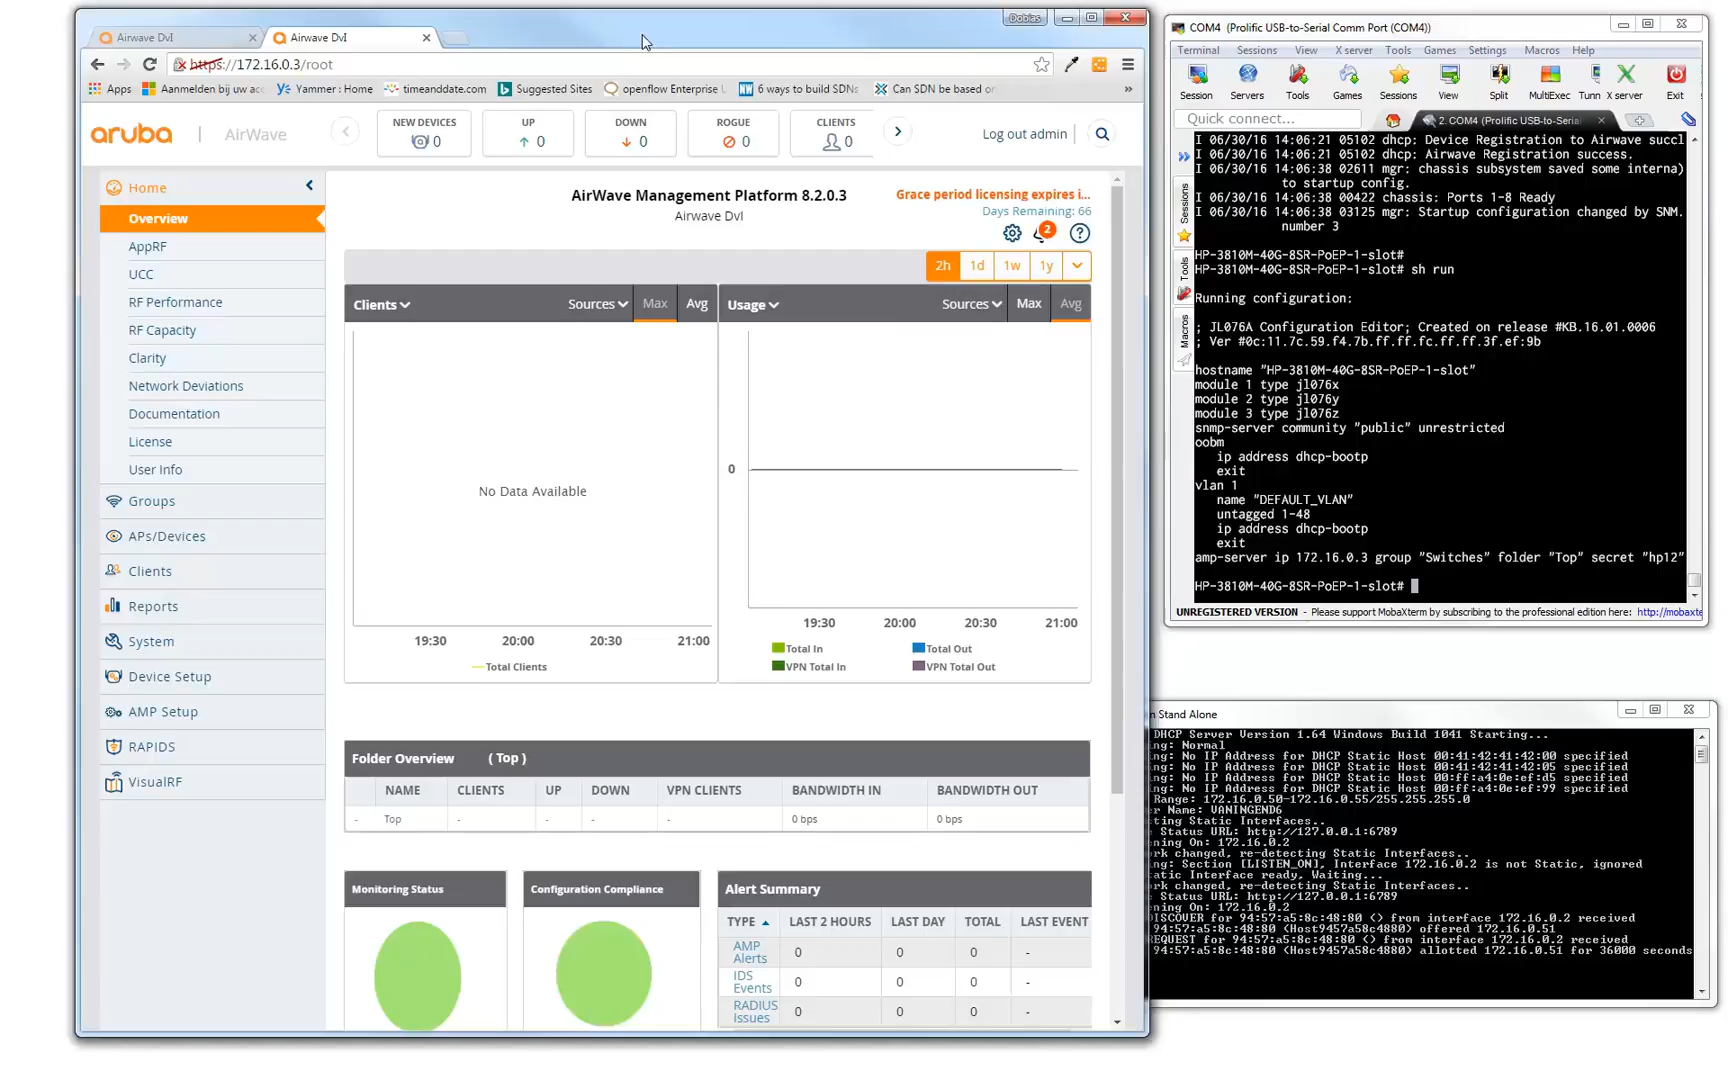 Dobias
Airwave Dvl
Airwave Dvl
https://172.16.0.3/root
Apps
Aanmelden bij uw acc
Yammer : Home
timeanddate.com
Suggested Sites
openflow Enterprise
6 ways to build SDNs
Can SDN be based on
»
aruba
AirWave
NEW DEVICES
0
UP
0
DOWN
0
ROGUE
0
CLIENTS
0
Log out admin
Home
Overview
AppRF
UCC
RF Performance
RF Capacity
Clarity
Network Deviations
Documentation
License
User Info
Groups
APs/Devices
Clients
Reports
System
Device Setup
AMP Setup
RAPIDS
VisualRF
AirWave Management Platform 8.2.0.3
Airwave Dvl
Grace period licensing expires i...
Days Remaining: 66
2
2h 1d 1w 1y
Clients Sources Max Avg
No Data Available
19:30 20:00 20:30 21:00
Total Clients
Usage Sources Max Avg
0
19:30 20:00 20:30 21:00
Total In Total Out
VPN Total In VPN Total Out
Folder Overview ( Top )
NAME CLIENTS UP DOWN VPN CLIENTS BANDWIDTH IN BANDWIDTH OUT
- Top - - - - 0 bps 0 bps
Monitoring Status
Configuration Compliance
Alert Summary
TYPE LAST 2 HOURS LAST DAY TOTAL LAST EVENT
AMP Alerts 0 0 0 -
IDS Events 0 0 0 -
RADIUS Issues 0 0 0 -
COM4 (Prolific USB-to-Serial Comm Port (COM4))
Terminal Sessions View X server Tools Games Settings Macros Help
Session Servers Tools Games Sessions View Split MultiExec Tunn X server Exit
Quick connect...
2. COM4 (Prolific USB-to-Serial
Sessions
Tools
Macros
I 06/30/16 14:06:21 05102 dhcp: Device Registration to Airwave succl
I 06/30/16 14:06:21 05102 dhcp: Airwave Registration success.
I 06/30/16 14:06:38 02611 mgr: chassis subsystem saved some interna)
to startup config.
I 06/30/16 14:06:38 00422 chassis: Ports 1-8 Ready
I 06/30/16 14:06:38 03125 mgr: Startup configuration changed by SNM.
number 3
HP-3810M-40G-8SR-PoEP-1-slot#
HP-3810M-40G-8SR-PoEP-1-slot# sh run
Running configuration:
; JL076A Configuration Editor; Created on release #KB.16.01.0006
; Ver #0c:11.7c.59.f4.7b.ff.ff.fc.ff.ff.3f.ef:9b
hostname "HP-3810M-40G-8SR-PoEP-1-slot"
module 1 type jl076x
module 2 type jl076y
module 3 type jl076z
snmp-server community "public" unrestricted
oobm
ip address dhcp-bootp
exit
vlan 1
name "DEFAULT_VLAN"
untagged 1-48
ip address dhcp-bootp
exit
amp-server ip 172.16.0.3 group "Switches" folder "Top" secret "hp12"
HP-3810M-40G-8SR-PoEP-1-slot#
UNREGISTERED VERSION - Please support MobaXterm by subscribing to the professional edition here: http://mobaxte
n Stand Alone
DHCP Server Version 1.64 Windows Build 1041 Starting...
ing: Normal
ing: No IP Address for DHCP Static Host 00:41:42:41:42:00 specified
ing: No IP Address for DHCP Static Host 00:41:42:41:42:05 specified
ing: No IP Address for DHCP Static Host 00:ff:a4:0e:ef:d5 specified
ing: No IP Address for DHCP Static Host 00:ff:a4:0e:ef:99 specified
Range: 172.16.0.50-172.16.0.55/255.255.255.0
er Name: VANINGEND6
cting Static Interfaces..
Status URL: http://127.0.0.1:6789
ening On: 172.16.0.2
ork changed, re-detecting Static Interfaces..
ing: Section [LISTEN_ON], Interface 172.16.0.2 is not Static, ignored
tatic Interface ready, Waiting...
ork changed, re-detecting Static Interfaces..
Status URL: http://127.0.0.1:6789
ening On: 172.16.0.2
DISCOVER for 94:57:a5:8c:48:80 <> from interface 172.16.0.2 received
94:57:a5:8c:48:80 (Host9457a58c4880) offered 172.16.0.51
REQUEST for 94:57:a5:8c:48:80 <> from interface 172.16.0.2 received
94:57:a5:8c:48:80 (Host9457a58c4880) allotted 172.16.0.51 for 36000 seconds